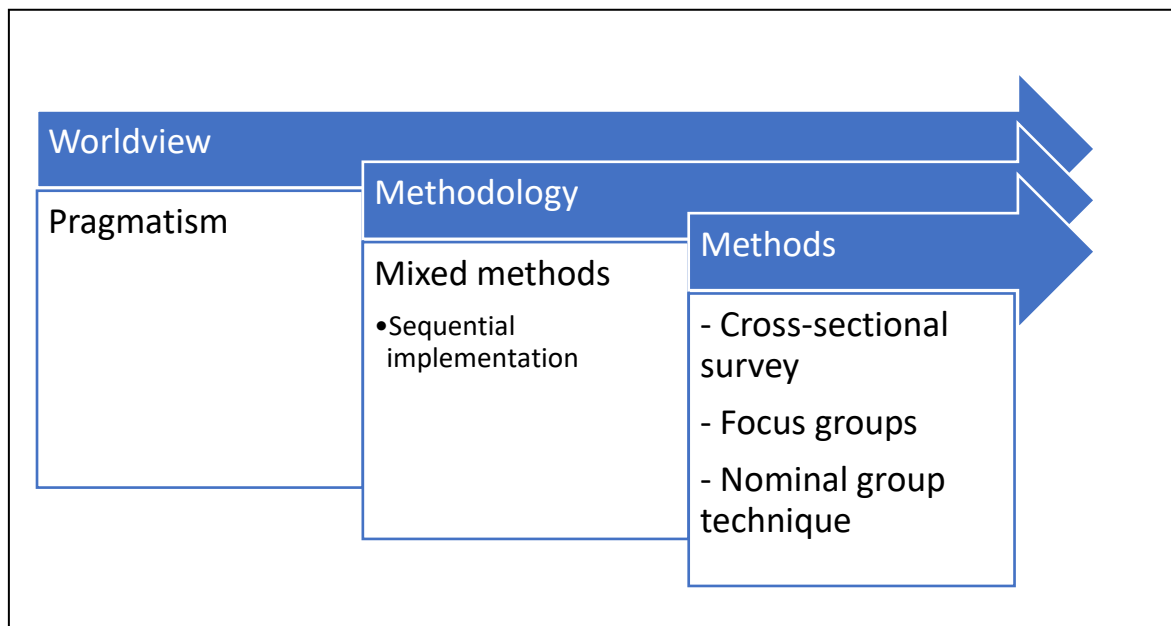 Worldview
Pragmatism
Methodology
Mixed methods
•Sequential
implementation
Methods
- Cross-sectional
survey
- Focus groups
- Nominal group
technique